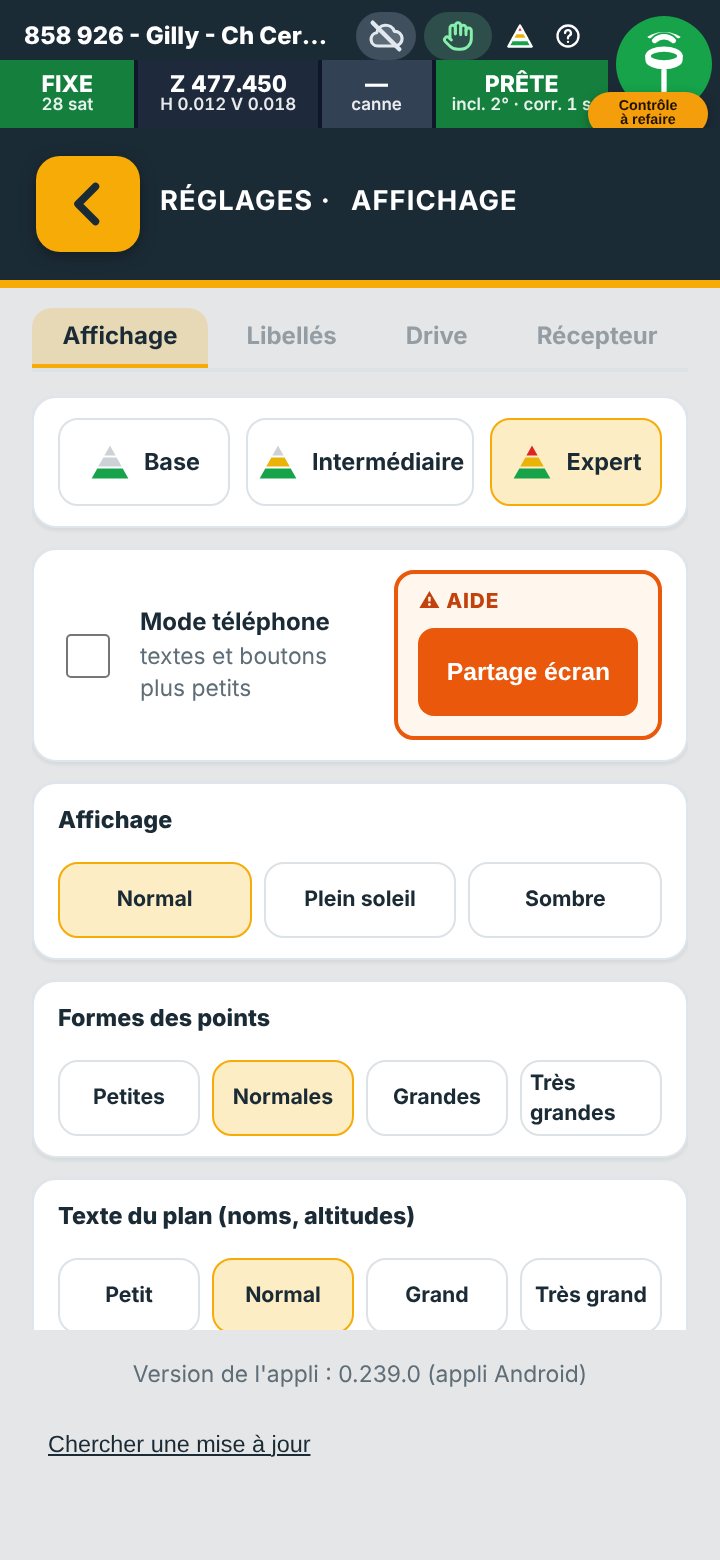 858 926 - Gilly - Ch Cer...
FIXE
28 sat
Z 477.450
H 0.012 V 0.018
—
canne
PRÊTE
incl. 2° · corr. 1 s
Contrôle
à refaire
RÉGLAGES · AFFICHAGE
Affichage
Libellés
Drive
Récepteur
Base
Intermédiaire
Expert
Mode téléphone
textes et boutons
plus petits
AIDE
Partage écran
Affichage
Normal
Plein soleil
Sombre
Formes des points
Petites
Normales
Grandes
Très
grandes
Texte du plan (noms, altitudes)
Petit
Normal
Grand
Très grand
Version de l'appli : 0.239.0 (appli Android)
Chercher une mise à jour